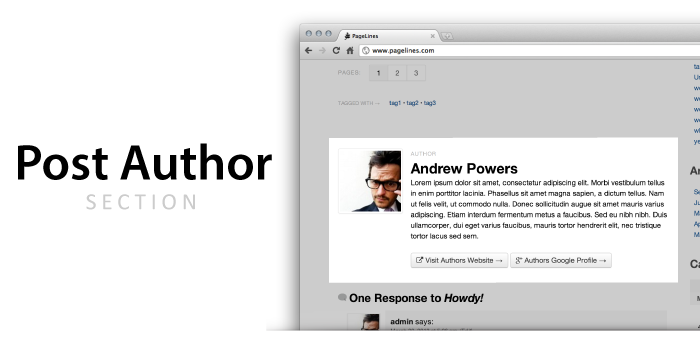 Post Author
SECTION
PageLines
www.pagelines.com
PAGES: 1 2 3
TAGGED WITH — tag1 • tag2 • tag3
AUTHOR
Andrew Powers
Lorem ipsum dolor sit amet, consectetur adipiscing elit. Morbi vestibulum tellus
in enim porttitor lacinia. Phasellus sit amet magna sapien, a dictum tellus. Nam
ut felis velit, ut commodo nulla. Donec sollicitudin augue sit amet mauris varius
adipiscing. Etiam interdum fermentum metus a faucibus. Sed eu nibh nibh. Duis
ullamcorper, dui eget varius faucibus, mauris tortor hendrerit elit, nec tristique
tortor lacus sed sem.
Visit Authors Website →
Authors Google Profile →
One Response to Howdy!
admin says: